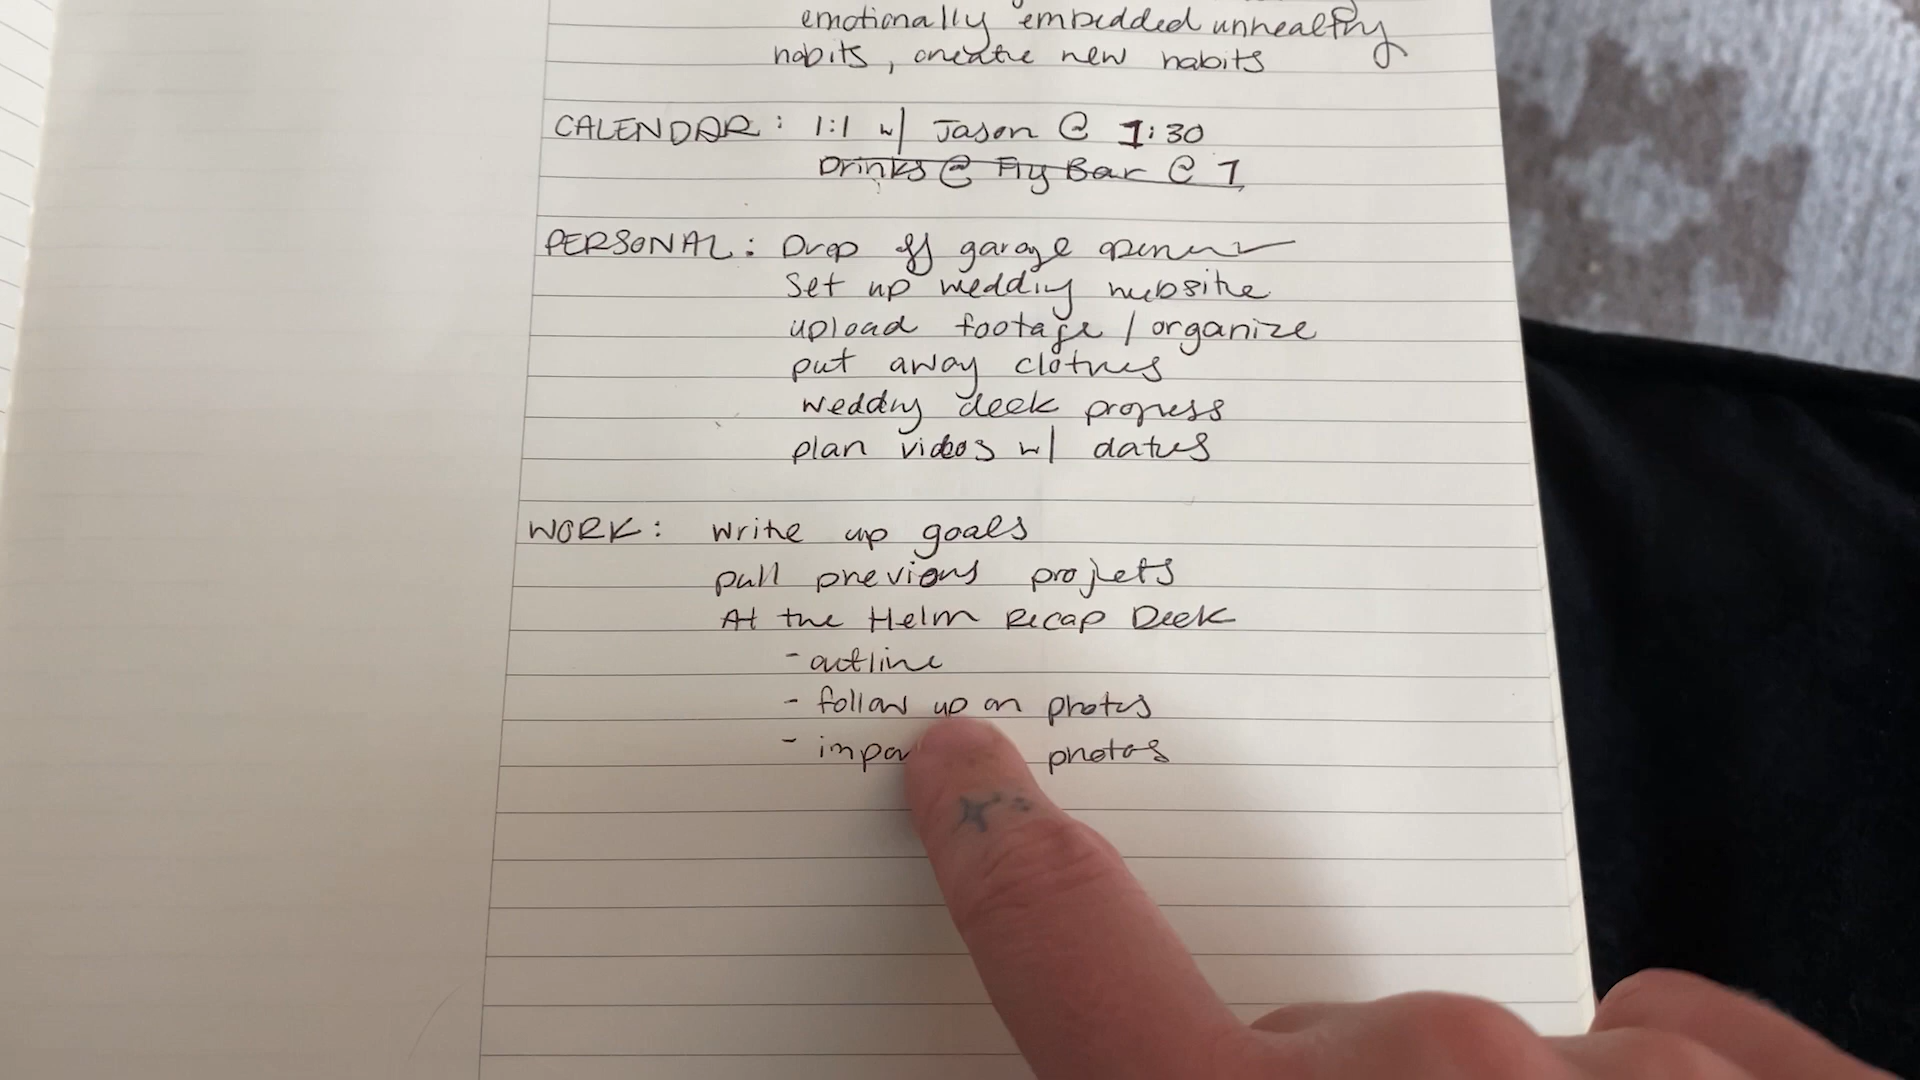 emotionally embedded unhealthy
habits, create new habits
CALENDAR: 1:1 w/ Jason @ 1:30
Drinks @ Fly Bar @ 7
PERSONAL: Drop off garage opener
Set up wedding website
upload footage / organize
put away clothes
wedding deck progress
plan videos w/ dates
WORK: write up goals
pull previous projects
At the Helm Recap Deck
- outline
- follow up on photos
- photos